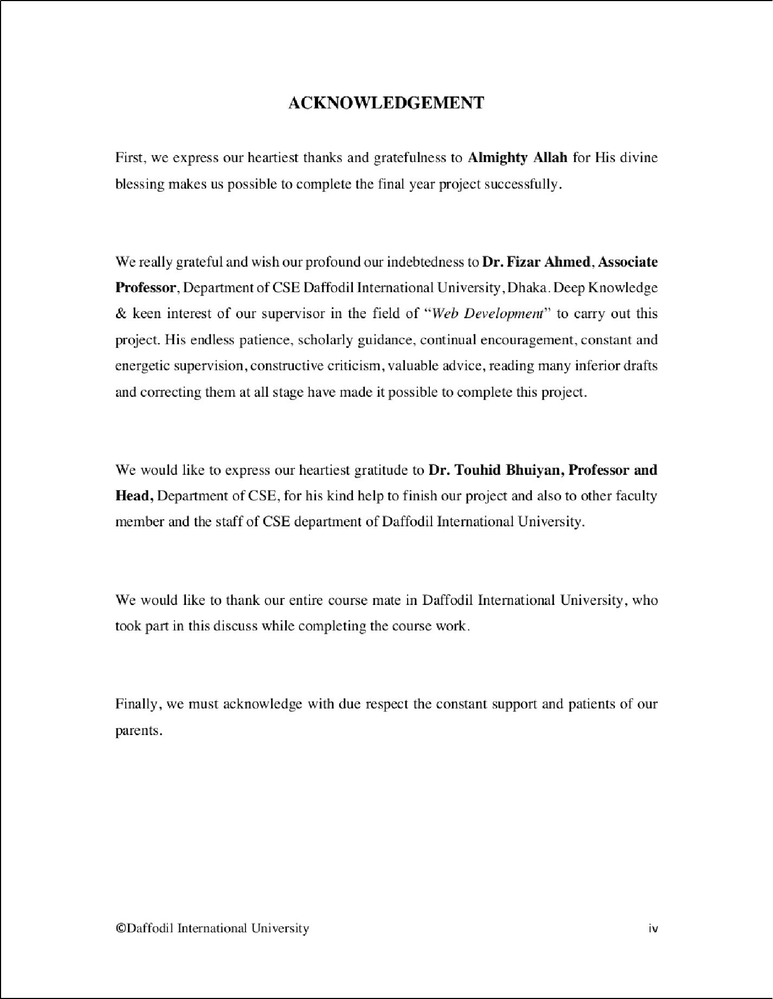 ACKNOWLEDGEMENT
First, we express our heartiest thanks and gratefulness to Almighty Allah for His divine
blessing makes us possible to complete the final year project successfully.
We really grateful and wish our profound our indebtedness to Dr. Fizar Ahmed, Associate
Professor, Department of CSE Daffodil International University, Dhaka. Deep Knowledge
& keen interest of our supervisor in the field of “Web Development” to carry out this
project. His endless patience, scholarly guidance, continual encouragement, constant and
energetic supervision, constructive criticism, valuable advice, reading many inferior drafts
and correcting them at all stage have made it possible to complete this project.
We would like to express our heartiest gratitude to Dr. Touhid Bhuiyan, Professor and
Head, Department of CSE, for his kind help to finish our project and also to other faculty
member and the staff of CSE department of Daffodil International University.
We would like to thank our entire course mate in Daffodil International University, who
took part in this discuss while completing the course work.
Finally, we must acknowledge with due respect the constant support and patients of our
parents.
©Daffodil International University iv